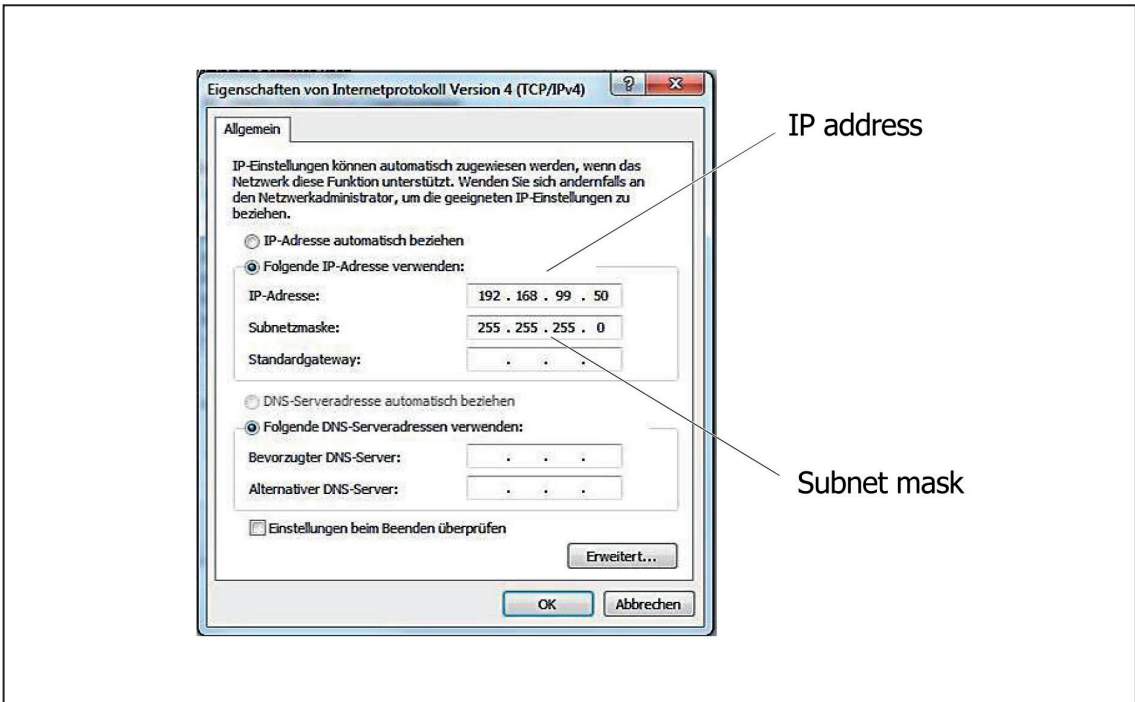 Eigenschaften von Internetprotokoll Version 4 (TCP/IPv4)
Allgemein
IP-Einstellungen können automatisch zugewiesen werden, wenn das
Netzwerk diese Funktion unterstützt. Wenden Sie sich andernfalls an
den Netzwerkadministrator, um die geeigneten IP-Einstellungen zu
beziehen.
IP-Adresse automatisch beziehen
Folgende IP-Adresse verwenden:
IP-Adresse: 192 . 168 . 99 . 50
Subnetzmaske: 255 . 255 . 255 . 0
Standardgateway: . . .
DNS-Serveradresse automatisch beziehen
Folgende DNS-Serveradressen verwenden:
Bevorzugter DNS-Server: . . .
Alternativer DNS-Server: . . .
Einstellungen beim Beenden überprüfen
Erweitert...
OK Abbrechen
IP address
Subnet mask